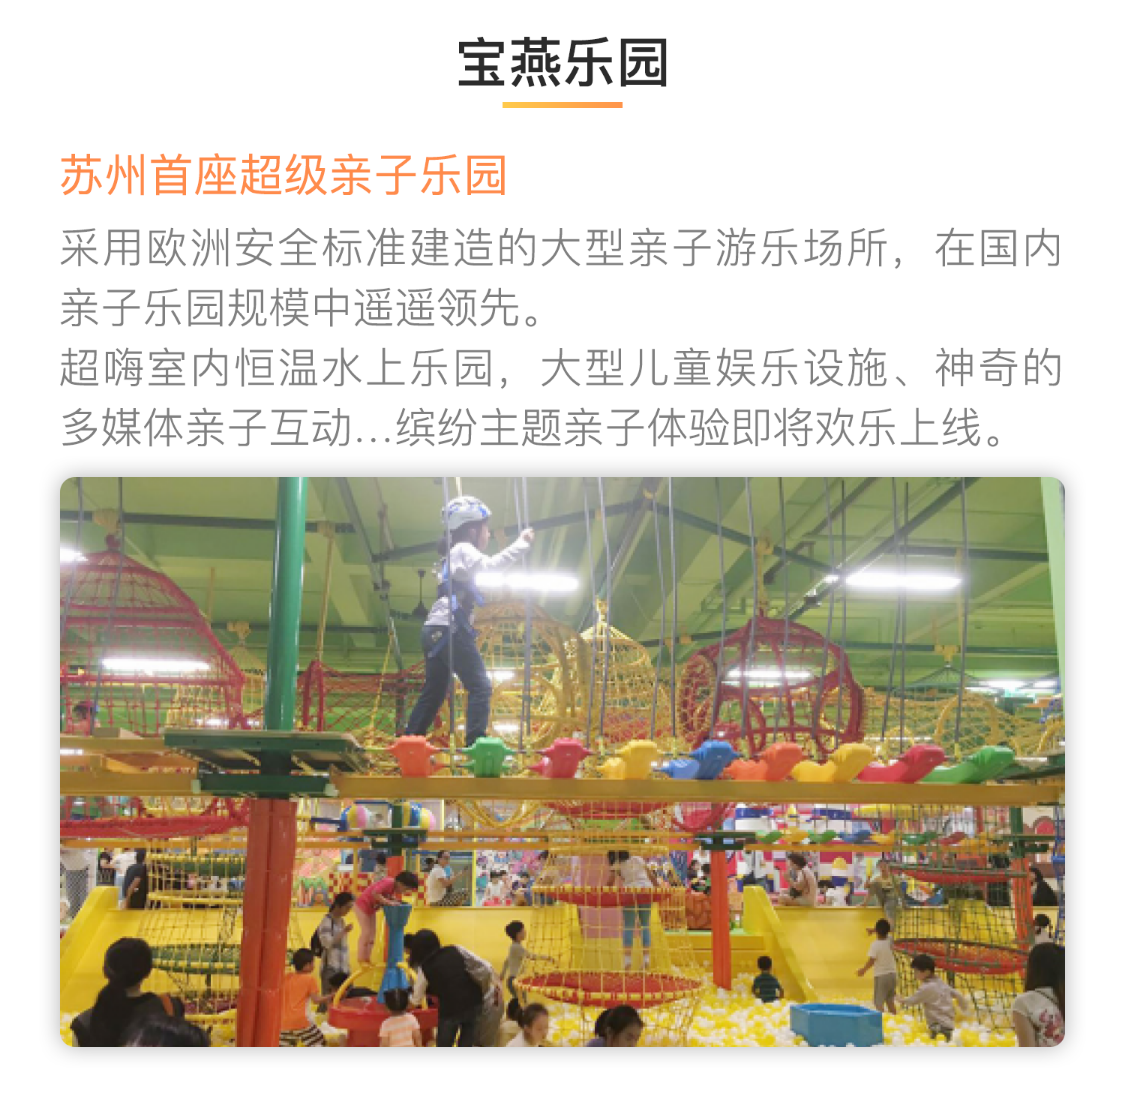 宝燕乐园
苏州首座超级亲子乐园
采用欧洲安全标准建造的大型亲子游乐场所，在国内
亲子乐园规模中遥遥领先。
超嗨室内恒温水上乐园，大型儿童娱乐设施、神奇的
多媒体亲子互动...缤纷主题亲子体验即将欢乐上线。